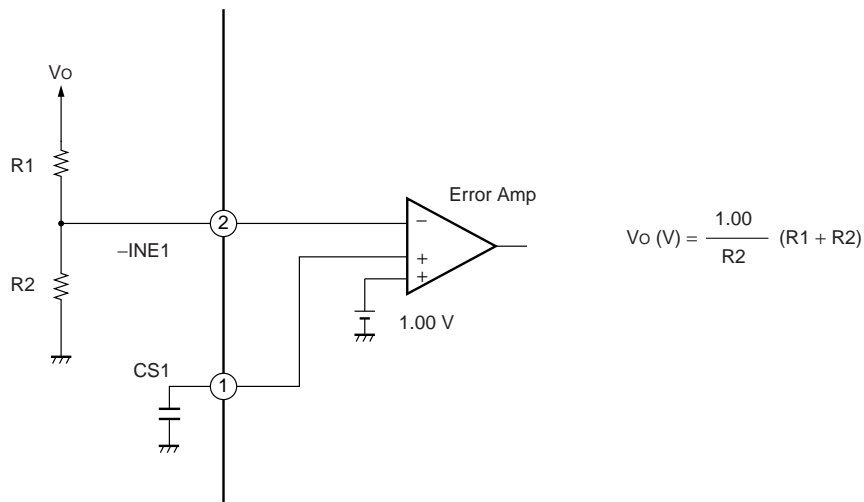 Vo
R1
Error Amp
2
−
Vo (V) = 1.00 / R2 (R1 + R2)
−INE1
+
R2
+
1.00 V
CS1
1